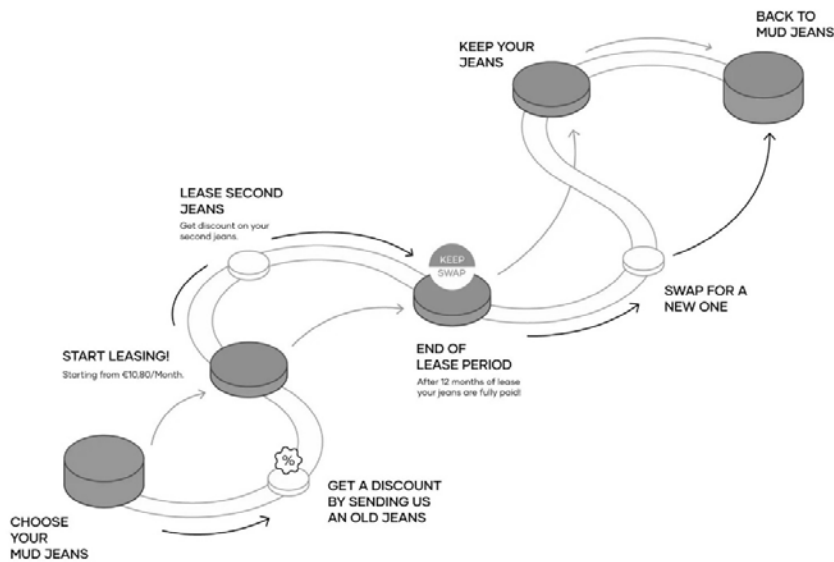 BACK TO
MUD JEANS
KEEP YOUR
JEANS
LEASE SECOND
JEANS
Get discount on your
second jeans.
KEEP
SWAP
SWAP FOR A
NEW ONE
START LEASING!
Starting from €10,80/Month.
END OF
LEASE PERIOD
After 12 months of lease
your jeans are fully paid!
%
GET A DISCOUNT
BY SENDING US
AN OLD JEANS
CHOOSE
YOUR
MUD JEANS